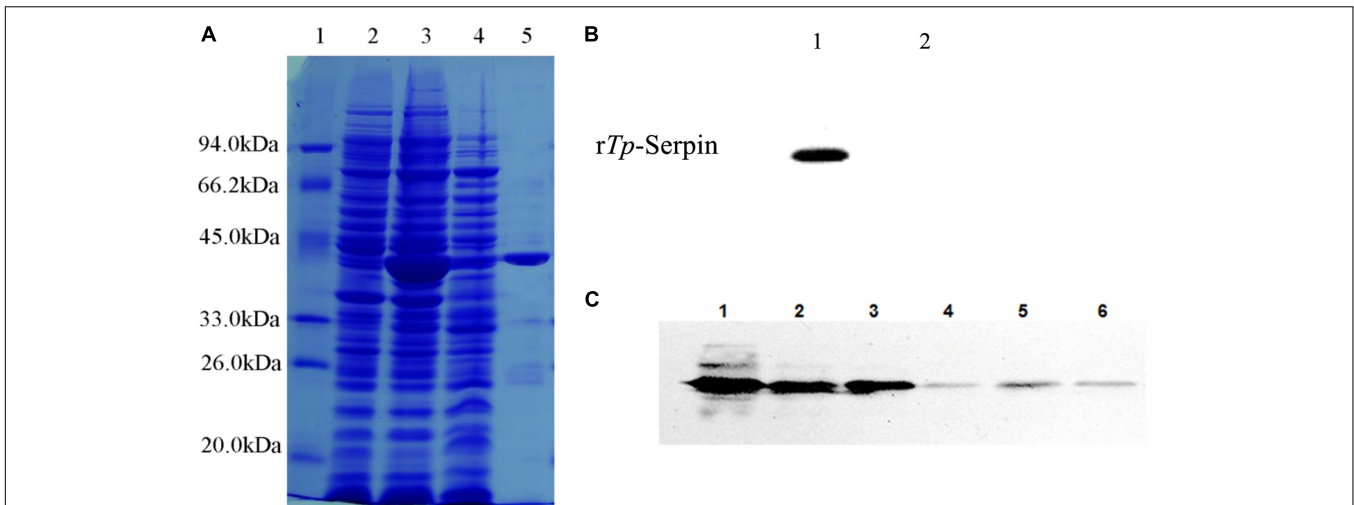 A 1 2 3 4 5
94.0kDa
66.2kDa
45.0kDa
33.0kDa
26.0kDa
20.0kDa
B 1 2
rTp-Serpin
C
1 2 3 4 5 6